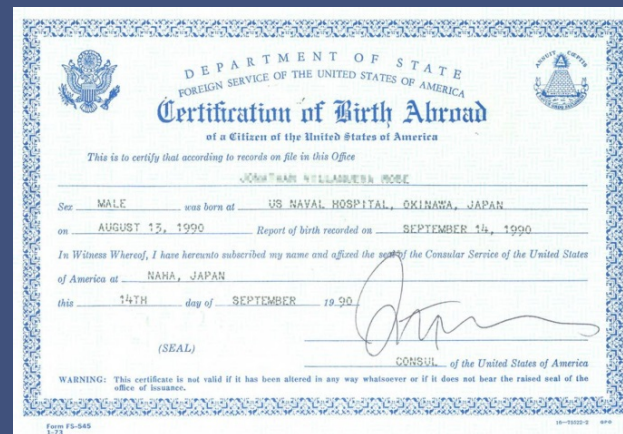 DEPARTMENT OF STATE
FOREIGN SERVICE OF THE UNITED STATES OF AMERICA
ANNUIT CŒPTIS
Certification of Birth Abroad
of a Citizen of the United States of America
This is to certify that according to records on file in this Office
Sex MALE was born at US NAVAL HOSPITAL, OKINAWA, JAPAN
on AUGUST 13, 1990 Report of birth recorded on SEPTEMBER 14, 1990
In Witness Whereof, I have hereunto subscribed my name and affixed the seal of the Consular Service of the United States
of America at NAHA, JAPAN
this 14TH day of SEPTEMBER 1990
(SEAL)
CONSUL of the United States of America
WARNING: This certificate is not valid if it has been altered in any way whatsoever or if it does not bear the raised seal of the
office of issuance.
Form FS-545
1-73
GPO